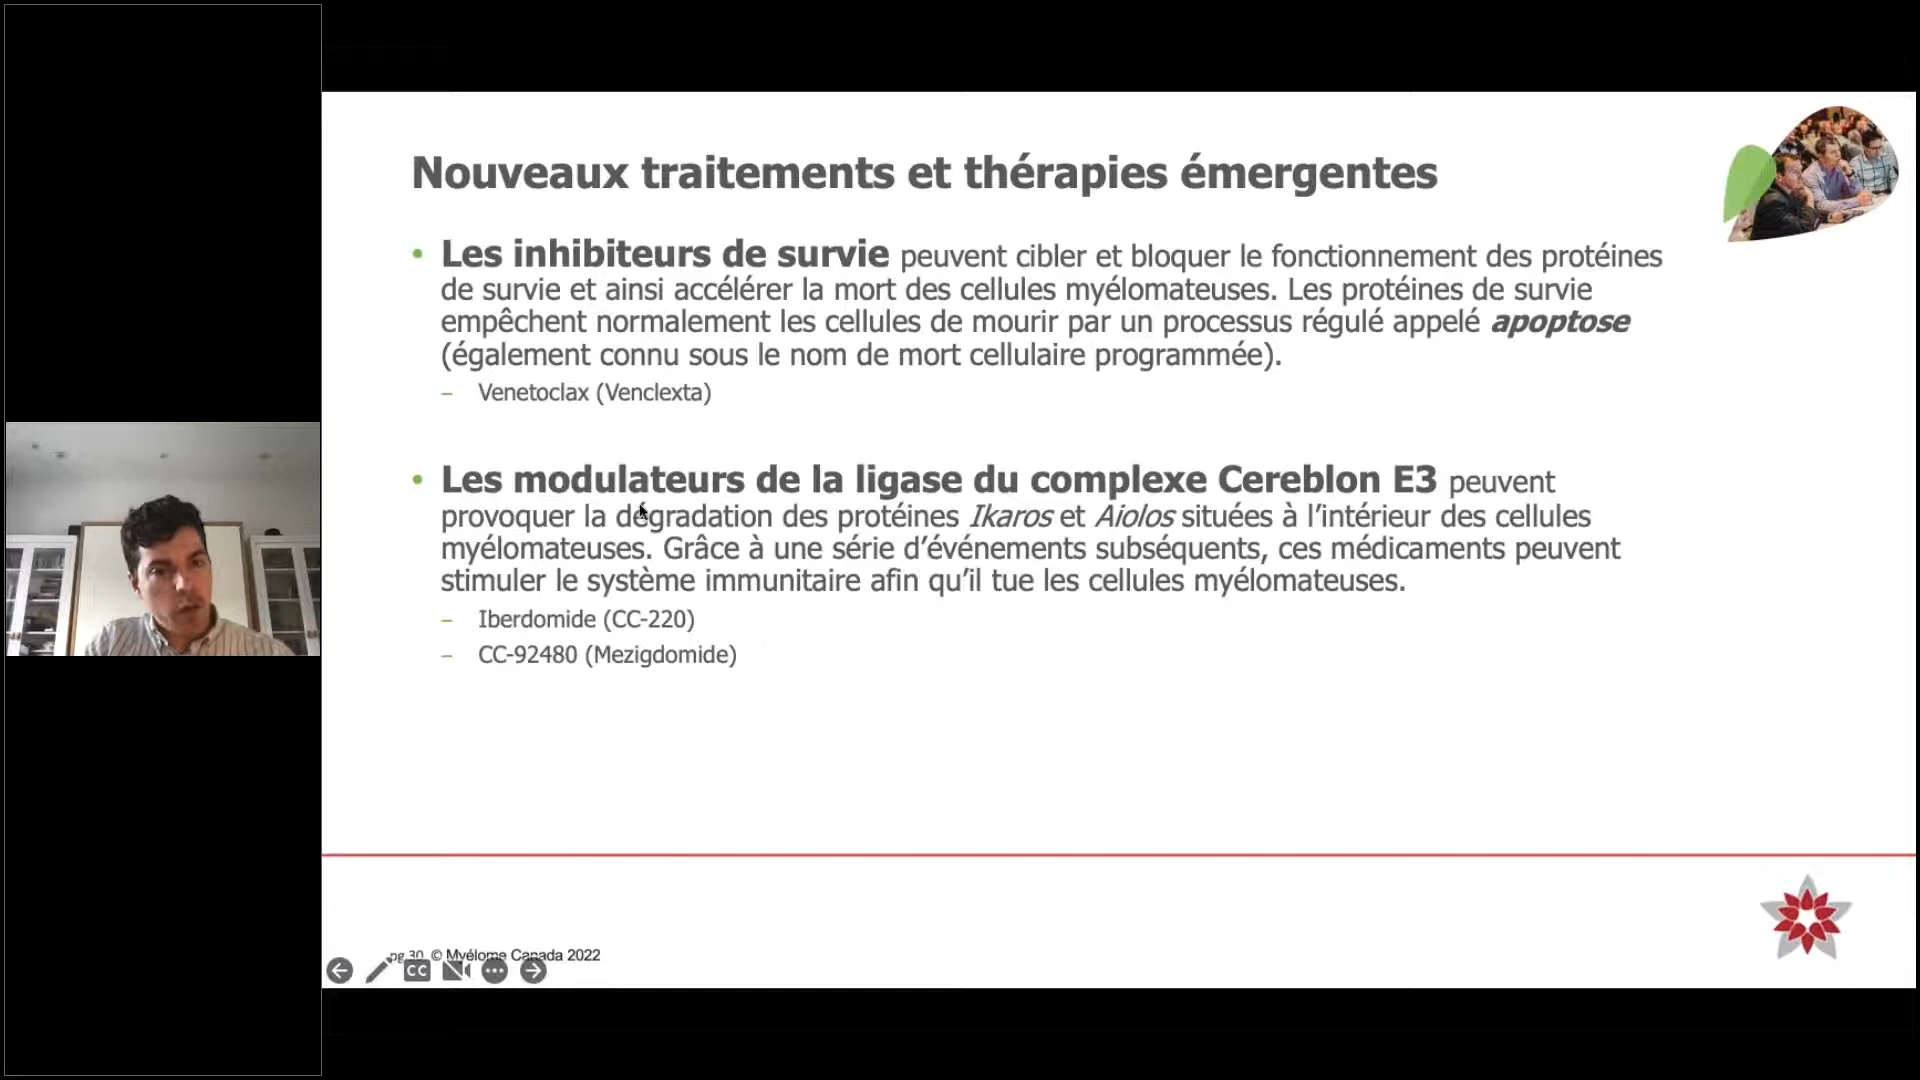 Nouveaux traitements et thérapies émergentes
• Les inhibiteurs de survie peuvent cibler et bloquer le fonctionnement des protéines
de survie et ainsi accélérer la mort des cellules myélomateuses. Les protéines de survie
empêchent normalement les cellules de mourir par un processus régulé appelé apoptose
(également connu sous le nom de mort cellulaire programmée).
– Venetoclax (Venclexta)
• Les modulateurs de la ligase du complexe Cereblon E3 peuvent
provoquer la dégradation des protéines Ikaros et Aiolos situées à l’intérieur des cellules
myélomateuses. Grâce à une série d’événements subséquents, ces médicaments peuvent
stimuler le système immunitaire afin qu’il tue les cellules myélomateuses.
– Iberdomide (CC-220)
– CC-92480 (Mezigdomide)
pg.30 © Myélome Canada 2022
CC